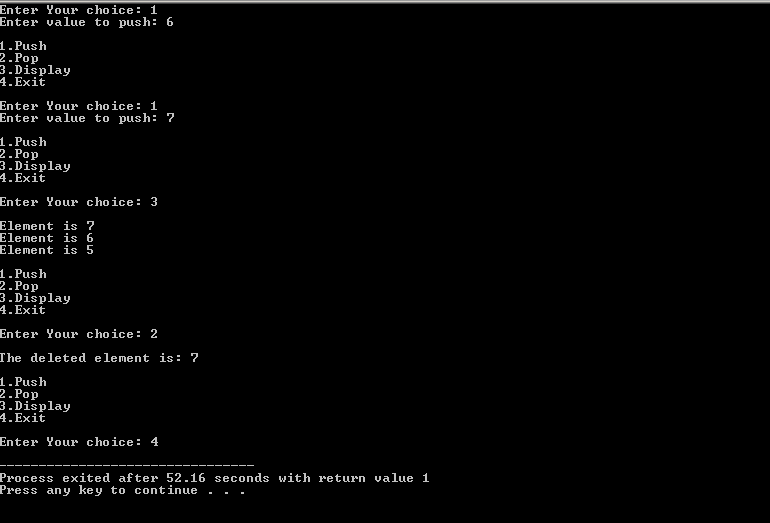 Enter Your choice: 1
Enter value to push: 6
1.Push
2.Pop
3.Display
4.Exit
Enter Your choice: 1
Enter value to push: 7
1.Push
2.Pop
3.Display
4.Exit
Enter Your choice: 3
Element is 7
Element is 6
Element is 5
1.Push
2.Pop
3.Display
4.Exit
Enter Your choice: 2
The deleted element is: 7
1.Push
2.Pop
3.Display
4.Exit
Enter Your choice: 4
--------------------------------
Process exited after 52.16 seconds with return value 1
Press any key to continue . . .